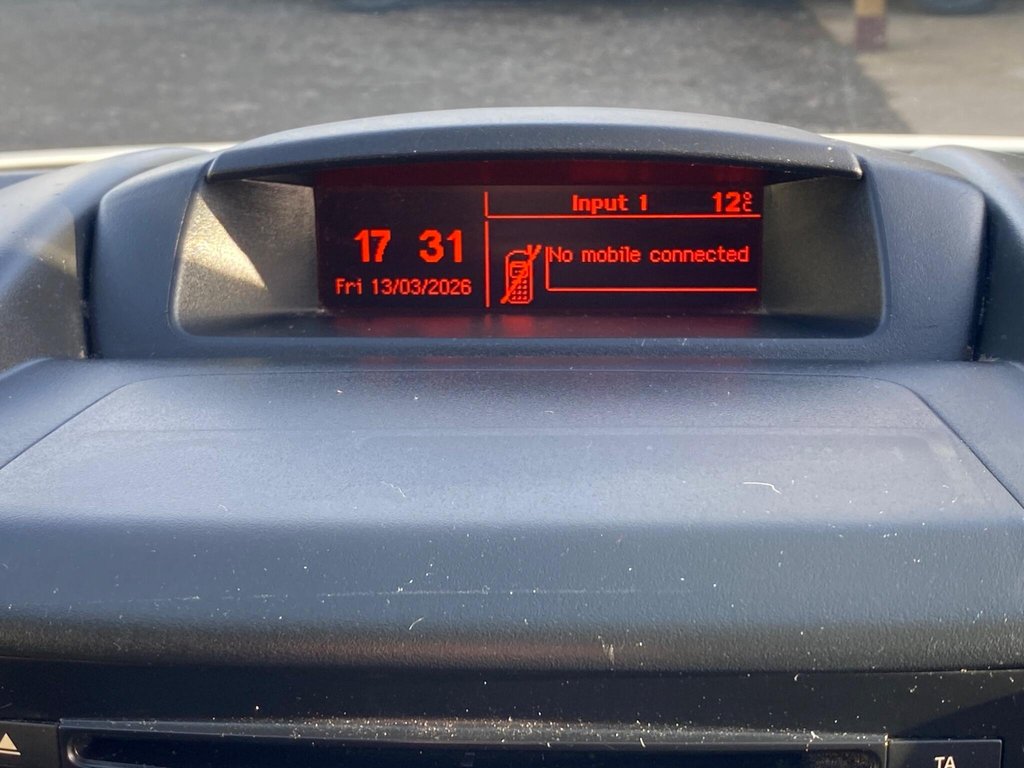 17 31
Fri 13/03/2026
Input 1 12°C
No mobile connected
TA